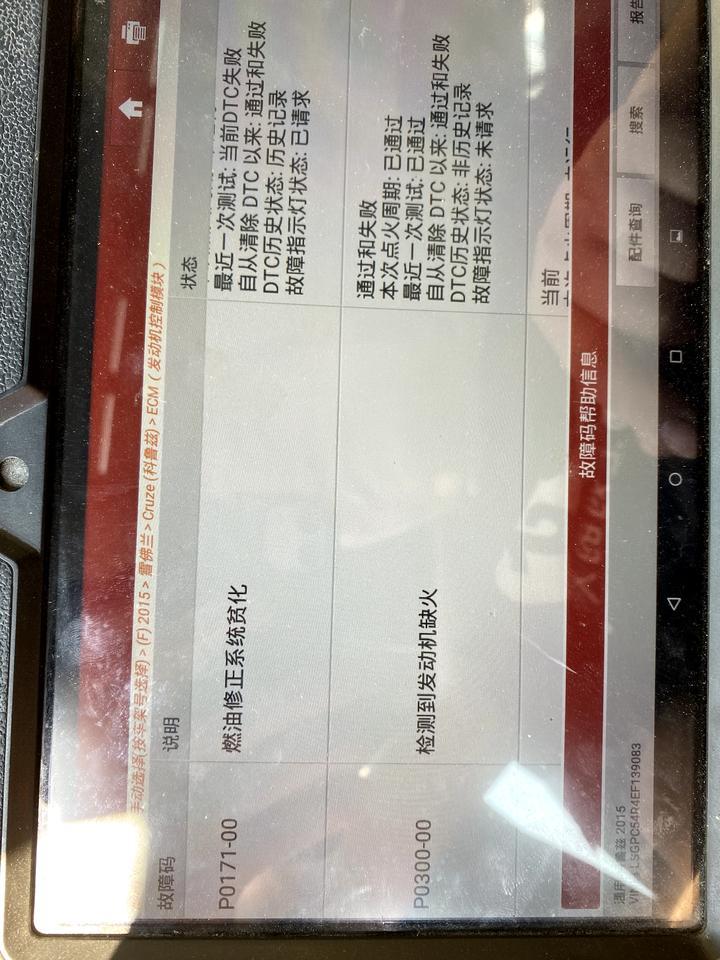 手动选择(按车架号选择) > (F) 2015 > 雪佛兰 > Cruze (科鲁兹) > ECM ( 发动机控制模块 )
故障码 说明 状态
P0171-00 燃油修正系统贫化
最近一次测试: 当前DTC失败
自从清除 DTC 以来: 通过和失败
DTC历史状态: 历史记录
故障指示灯状态: 已请求
P0300-00 检测到发动机缺火
通过和失败
本次点火周期: 已通过
最近一次测试: 已通过
自从清除 DTC 以来: 通过和失败
DTC历史状态: 非历史记录
故障指示灯状态: 未请求
当前
故障码帮助信息
2015
配件查询 搜索 报告